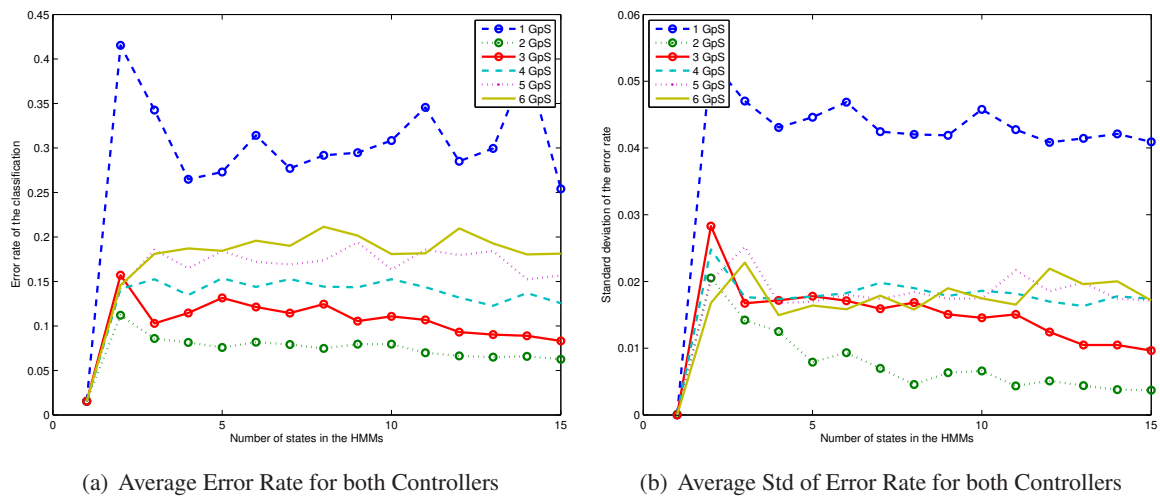 0.45
0.4
0.35
0.3
0.25
0.2
0.15
0.1
0.05
0
0
5
10
15
Error rate of the classification
Number of states in the HMMs
1 GpS
2 GpS
3 GpS
4 GpS
5 GpS
6 GpS
(a) Average Error Rate for both Controllers
0.06
0.05
0.04
0.03
0.02
0.01
0
0
5
10
15
Standard deviation of the error rate
Number of states in the HMMs
1 GpS
2 GpS
3 GpS
4 GpS
5 GpS
6 GpS
(b) Average Std of Error Rate for both Controllers